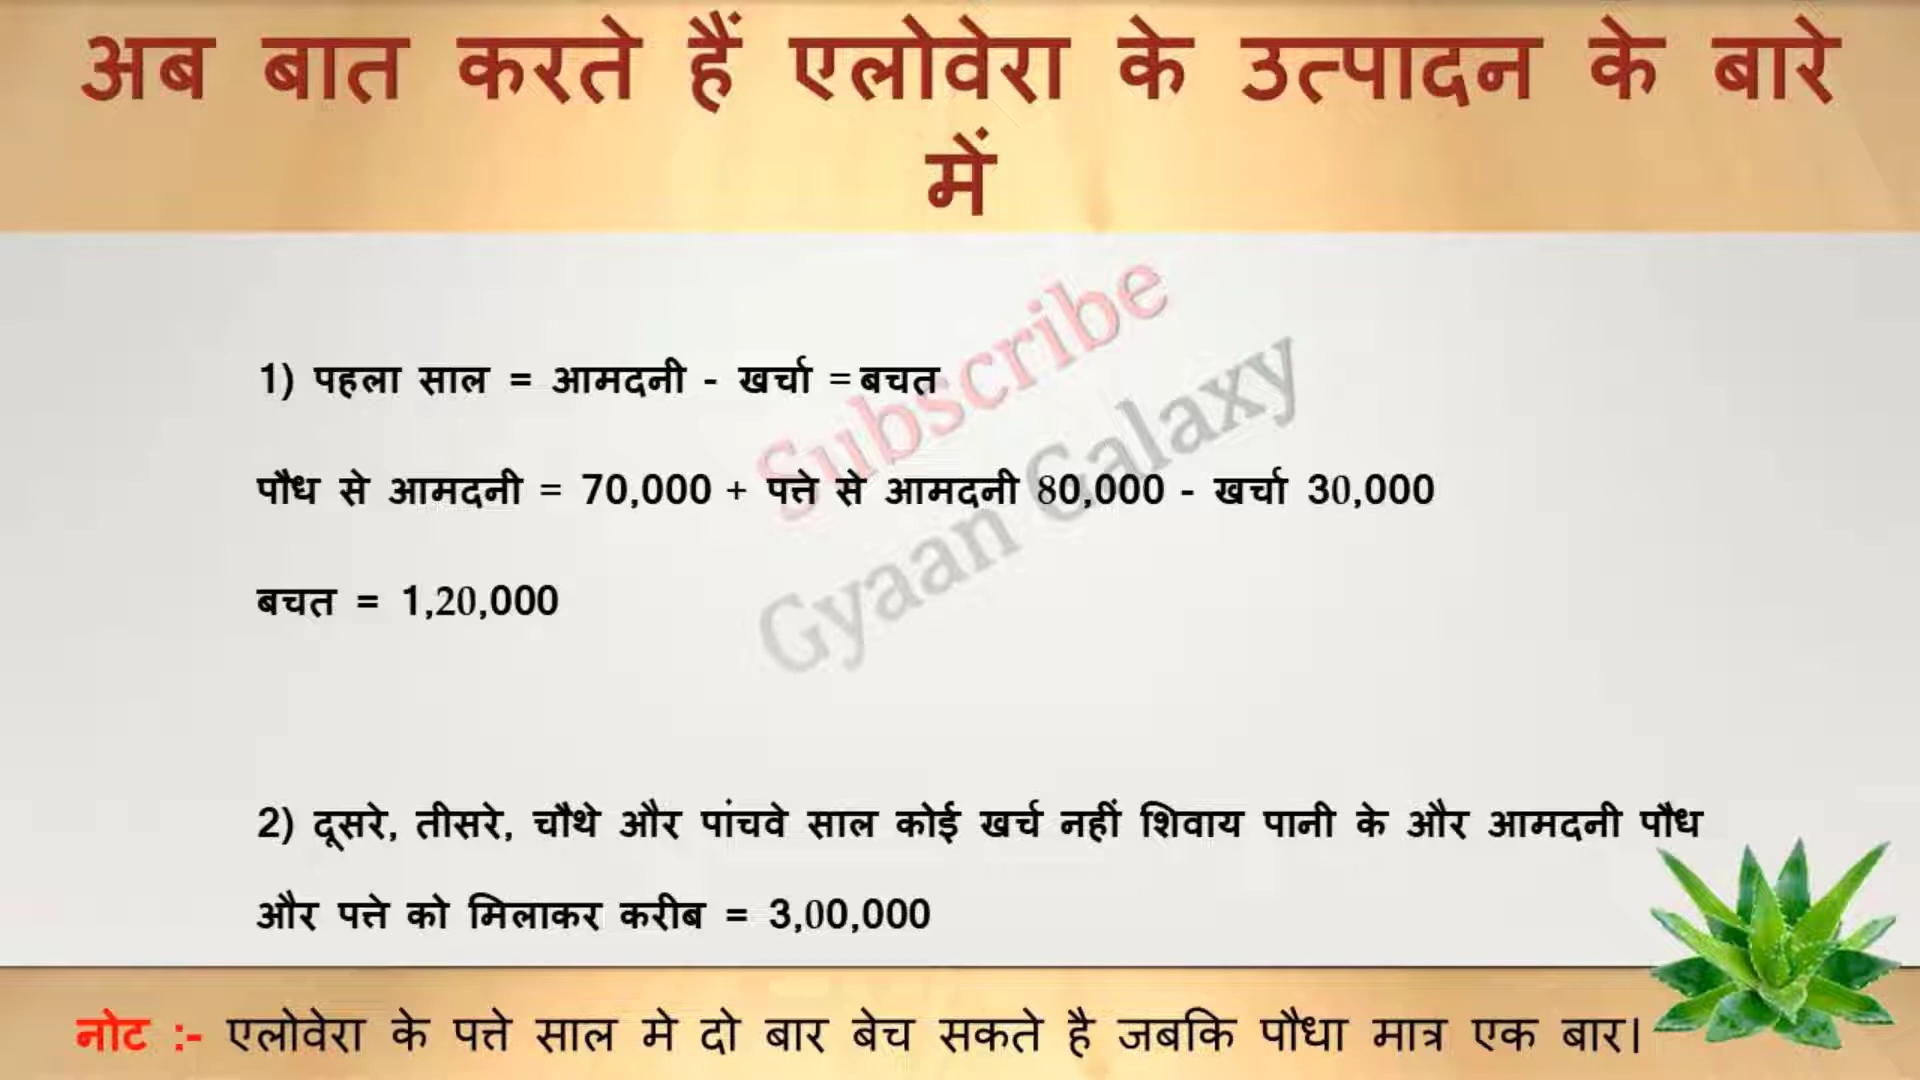 अब बात करते हैं एलोवेरा के उत्पादन के बारे
में
Subscribe
Gyaan Galaxy
1) पहला साल = आमदनी - खर्चा = बचत
पौध से आमदनी = 70,000 + पत्ते से आमदनी 80,000 - खर्चा 30,000
बचत = 1,20,000
2) दूसरे, तीसरे, चौथे और पांचवे साल कोई खर्च नहीं शिवाय पानी के और आमदनी पौध
और पत्ते को मिलाकर करीब = 3,00,000
नोट :- एलोवेरा के पत्ते साल मे दो बार बेच सकते है जबकि पौधा मात्र एक बार।